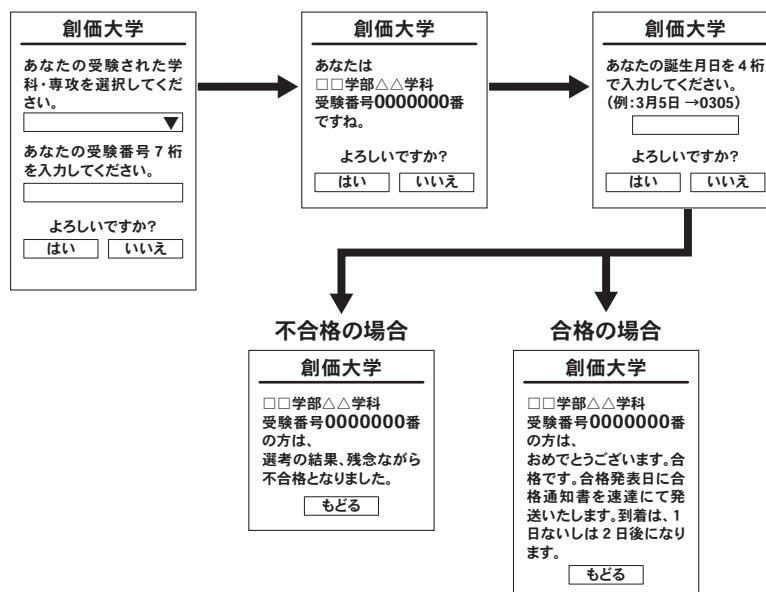 創価大学
あなたの受験された学
科・専攻を選択してくだ
さい。
▼
あなたの受験番号7桁
を入力してください。
よろしいですか?
はい いいえ
創価大学
あなたは
□□学部△△学科
受験番号0000000番
ですね。
よろしいですか?
はい いいえ
創価大学
あなたの誕生月日を4桁
で入力してください。
(例:3月5日→0305)
よろしいですか?
はい いいえ
不合格の場合
創価大学
□□学部△△学科
受験番号0000000番
の方は、
選考の結果、残念ながら
不合格となりました。
もどる
合格の場合
創価大学
□□学部△△学科
受験番号0000000番
の方は、
おめでとうございます。合
格です。合格発表日に合
格通知書を速達にて発
送いたします。到着は、1
日ないしは2日後になり
ます。
もどる